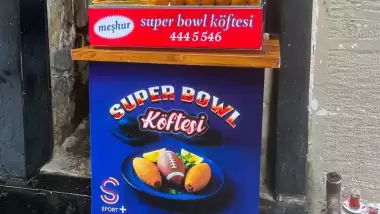 meşhur
super bowl köftesi
444 5 546
SUPER BOWL
Köftesi
S SPORT+